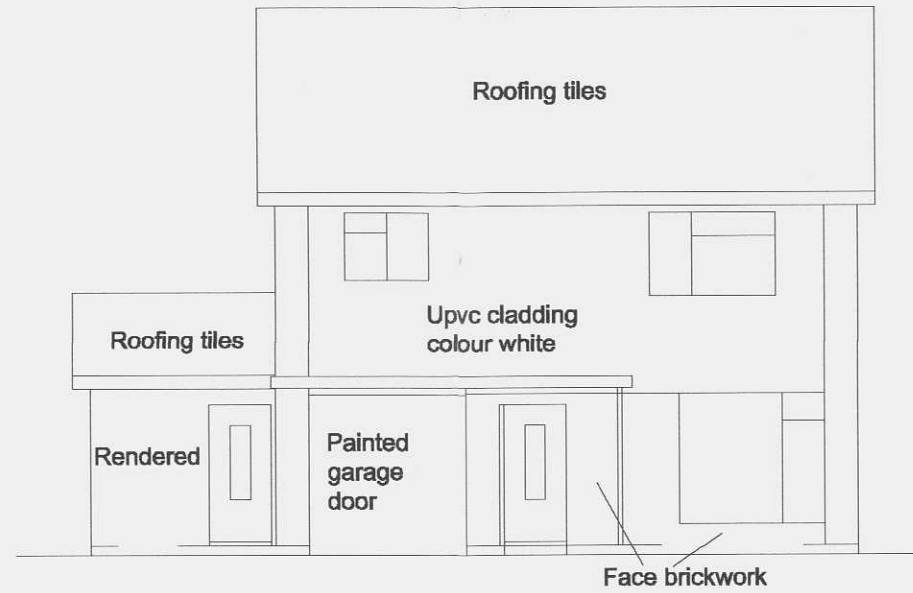 Roofing tiles
Upvc cladding
colour white
Roofing tiles
Rendered
Painted
garage
door
Face brickwork